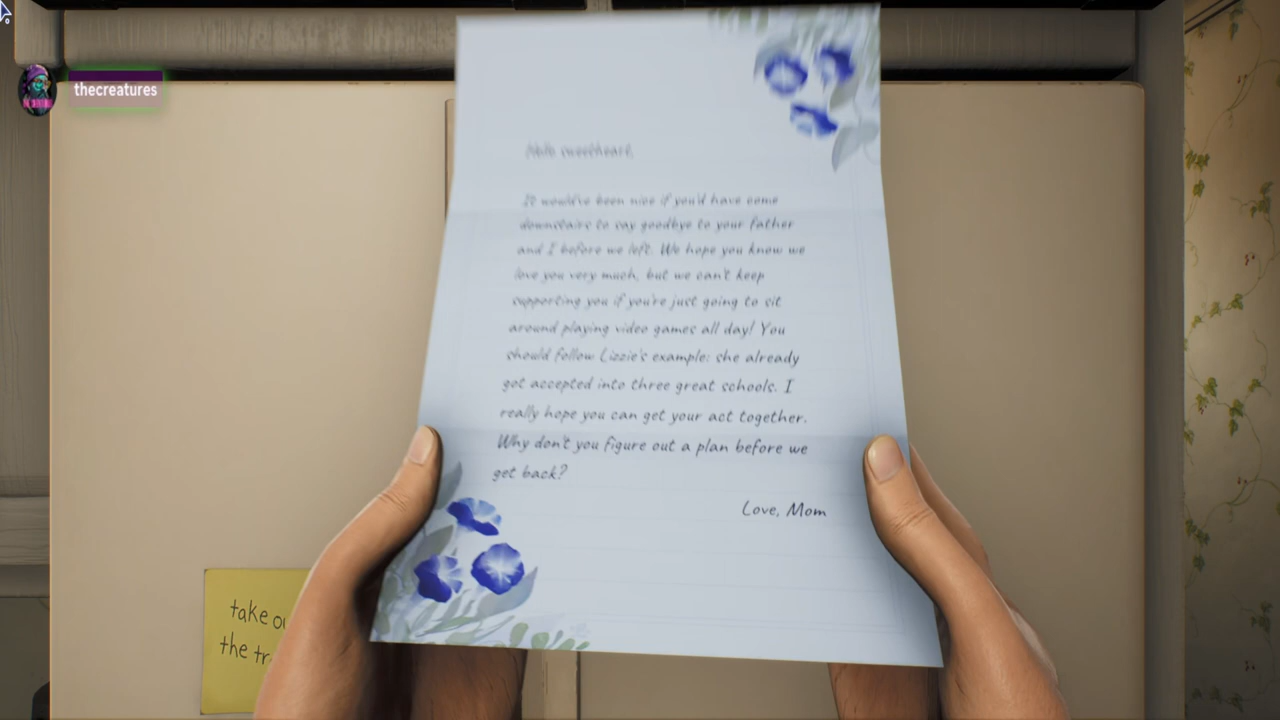 thecreatures
Hello sweetheart,
It would've been nice if you'd have come
downstairs to say goodbye to your father
and I before we left. We hope you know we
love you very much, but we can't keep
supporting you if you're just going to sit
around playing video games all day! You
should follow Lizzie's example: she already
got accepted into three great schools. I
really hope you can get your act together.
Why don't you figure out a plan before we
get back?
Love, Mom
take
the